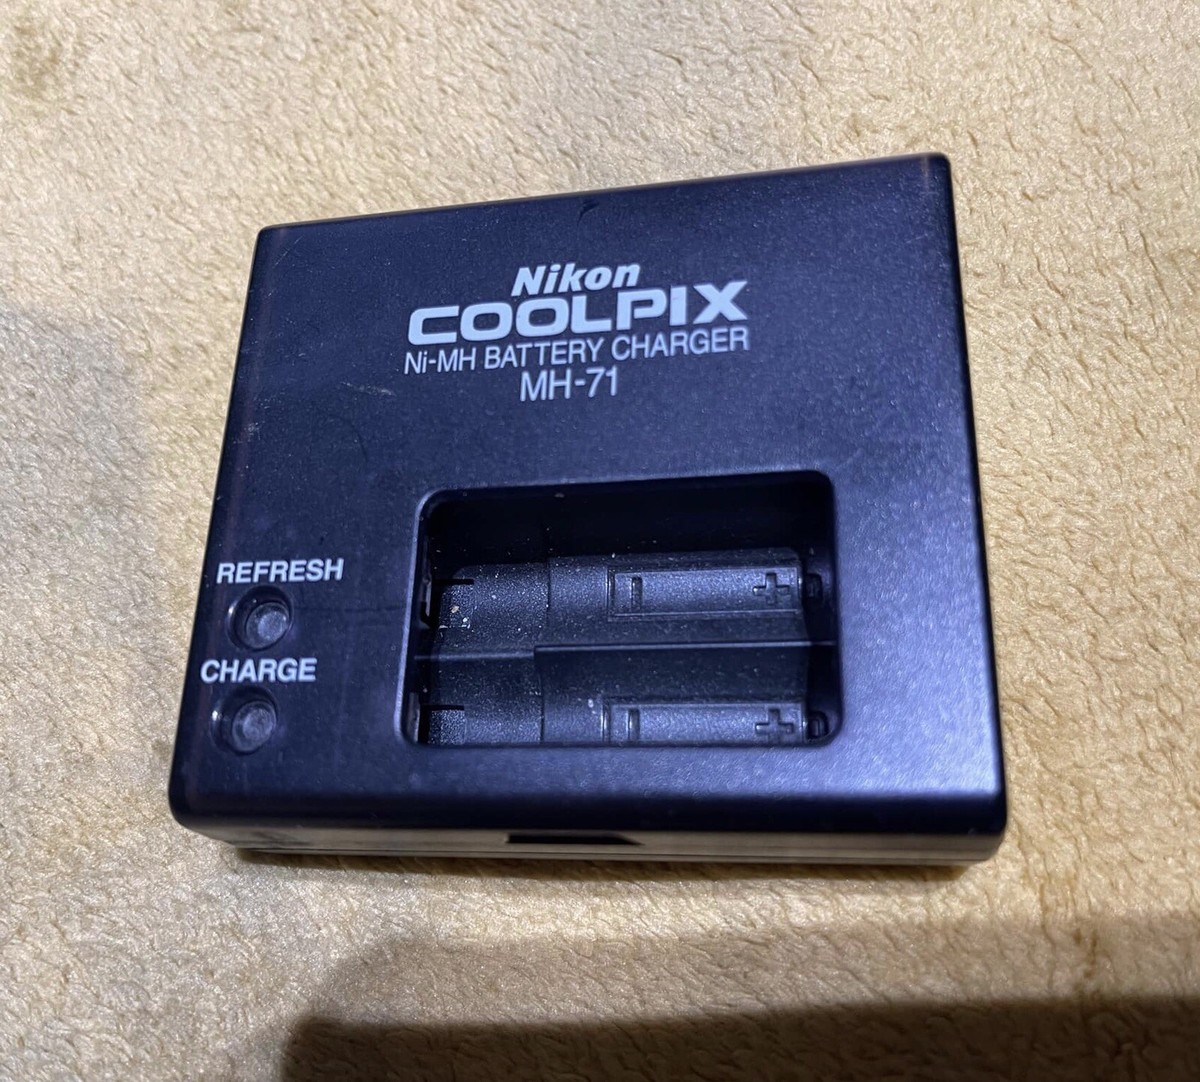 Nikon
COOLPIX
Ni-MH BATTERY CHARGER
MH-71
REFRESH
CHARGE
- +
- +